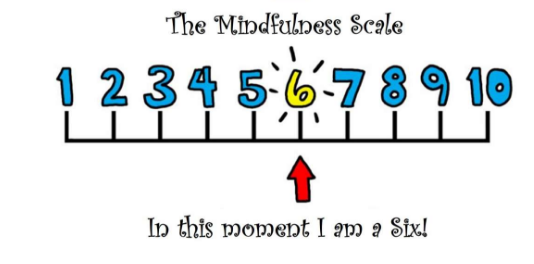 The Mindfulness Scale
1 2 3 4 5 6 7 8 9 10
In this moment I am a Six!